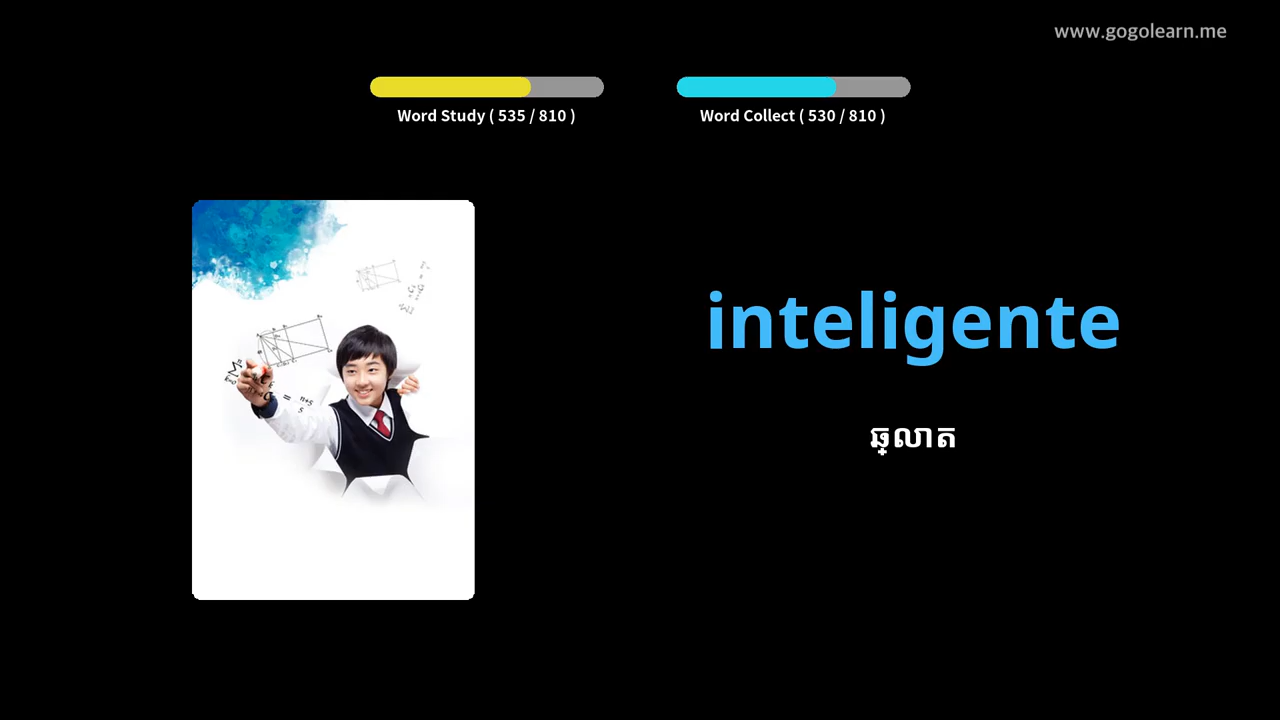 www.gogolearn.me
Word Study ( 535 / 810 )
Word Collect ( 530 / 810 )
inteligente
ឆ្លាត